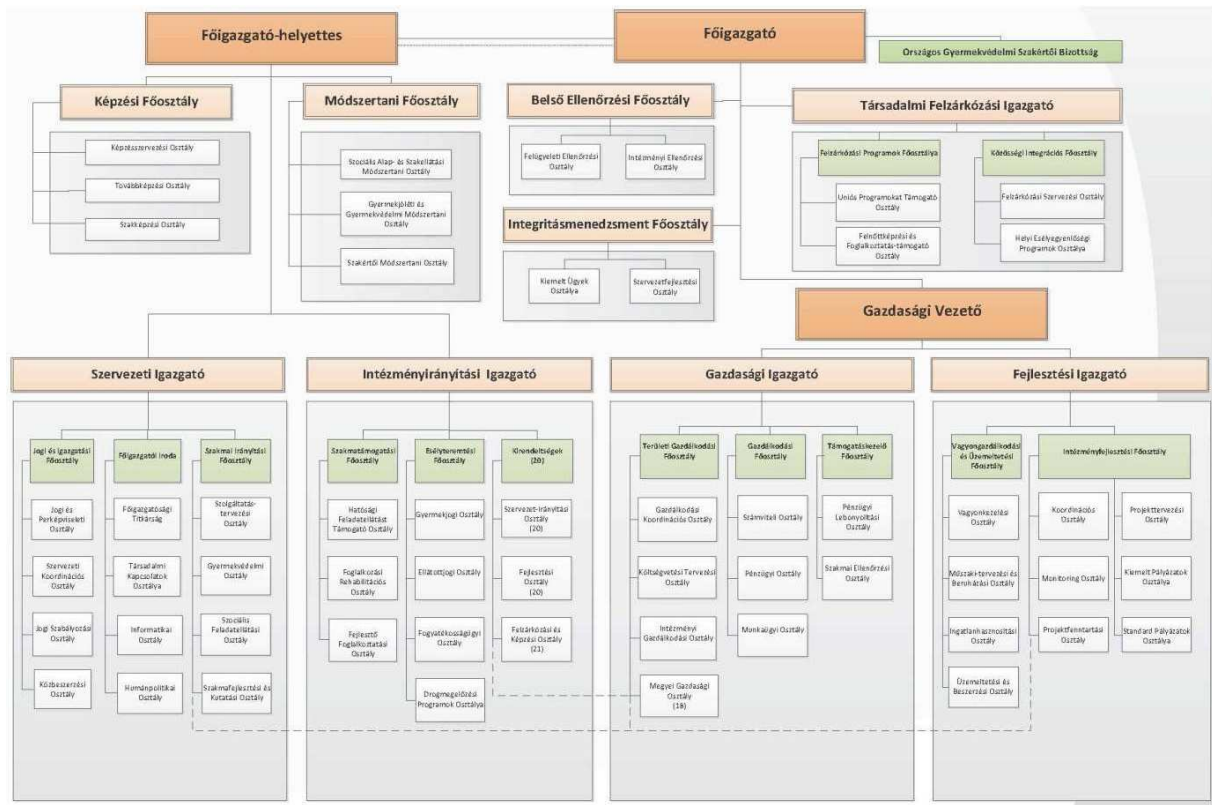 Főigazgató-helyettes
Főigazgató
Országos Gyermekvédelmi Szakértői Bizottság
Képzési Főosztály
Módszertani Főosztály
Belső Ellenőrzési Főosztály
Társadalmi Felzárkózási Igazgató
Képzésszervezési Osztály
Továbbképzési Osztály
Szakképzési Osztály
Szociális Alap- és Szakellátási
Módszertani Osztály
Gyermekjóléti és
Gyermekvédelmi Módszertani
Osztály
Szakértői Módszertani Osztály
Felügyeleti Ellenőrzési
Osztály
Intézményi Ellenőrzési
Osztály
Integritásmenedzsment Főosztály
Kiemelt Ügyek
Osztálya
Szervezetfejlesztési
Osztály
Felzárkózási Programok Főosztálya
Uniós Programokat Támogató
Osztály
Felnőttképzési és
Foglalkoztatás-támogató
Osztály
Közösségi Integrációs Főosztály
Felzárkózási Szervezési Osztály
Helyi Esélyegyenlőségi
Programok Osztálya
Gazdasági Vezető
Szervezeti Igazgató
Intézményirányítási Igazgató
Gazdasági Igazgató
Fejlesztési Igazgató
Jogi és Igazgatási
Főosztály
Jogi és
Perképviseleti
Osztály
Szervezeti
Koordinációs
Osztály
Jogi Szabályozási
Osztály
Közbeszerzési
Osztály
Főigazgatói Iroda
Főigazgatósági
Titkárság
Társadalmi
Kapcsolatok
Osztálya
Informatikai
Osztály
Humánpolitikai
Osztály
Szakmai Irányítási
Főosztály
Szolgáltatás-
tervezési
Osztály
Gyermekvédelmi
Osztály
Szociális
Feladatellátási
Osztály
Szakmafejlesztési és
Kutatási Osztály
Szakmatámogatási
Főosztály
Hatósági
Feladatellátást
Támogató Osztály
Foglalkozási
Rehabilitációs
Osztály
Fejlesztő
Foglalkoztatási
Osztály
Esélyteremtési
Főosztály
Gyermekjogi Osztály
Ellátottjogi Osztály
Fogyatékosságügyi
Osztály
Drogmegelőzési
Programok Osztálya
Kirendeltségek
(20)
Szervezet-irányítási
Osztály
(20)
Fejlesztési
Osztály
(20)
Felzárkózási és
Képzési Osztály
(21)
Területi Gazdálkodási
Főosztály
Gazdálkodási
Koordinációs Osztály
Költségvetési Tervezési
Osztály
Intézményi
Gazdálkodási Osztály
Megyei Gazdasági
Osztály
(18)
Gazdálkodási
Főosztály
Számviteli Osztály
Pénzügyi Osztály
Munkaügyi Osztály
Támogatáskezelő
Főosztály
Pénzügyi
Lebonyolítási
Osztály
Szakmai Ellenőrzési
Osztály
Vagyongazdálkodási
és Üzemeltetési
Főosztály
Vagyonkezelési
Osztály
Műszaki-tervezési és
Beruházási Osztály
Ingatlanhasznosítási
Osztály
Üzemeltetési és
Beszerzési Osztály
Intézményfejlesztési Főosztály
Koordinációs
Osztály
Monitoring Osztály
Projektfenntartási
Osztály
Projekttervezési
Osztály
Kiemelt Pályázatok
Osztálya
Standard Pályázatok
Osztálya